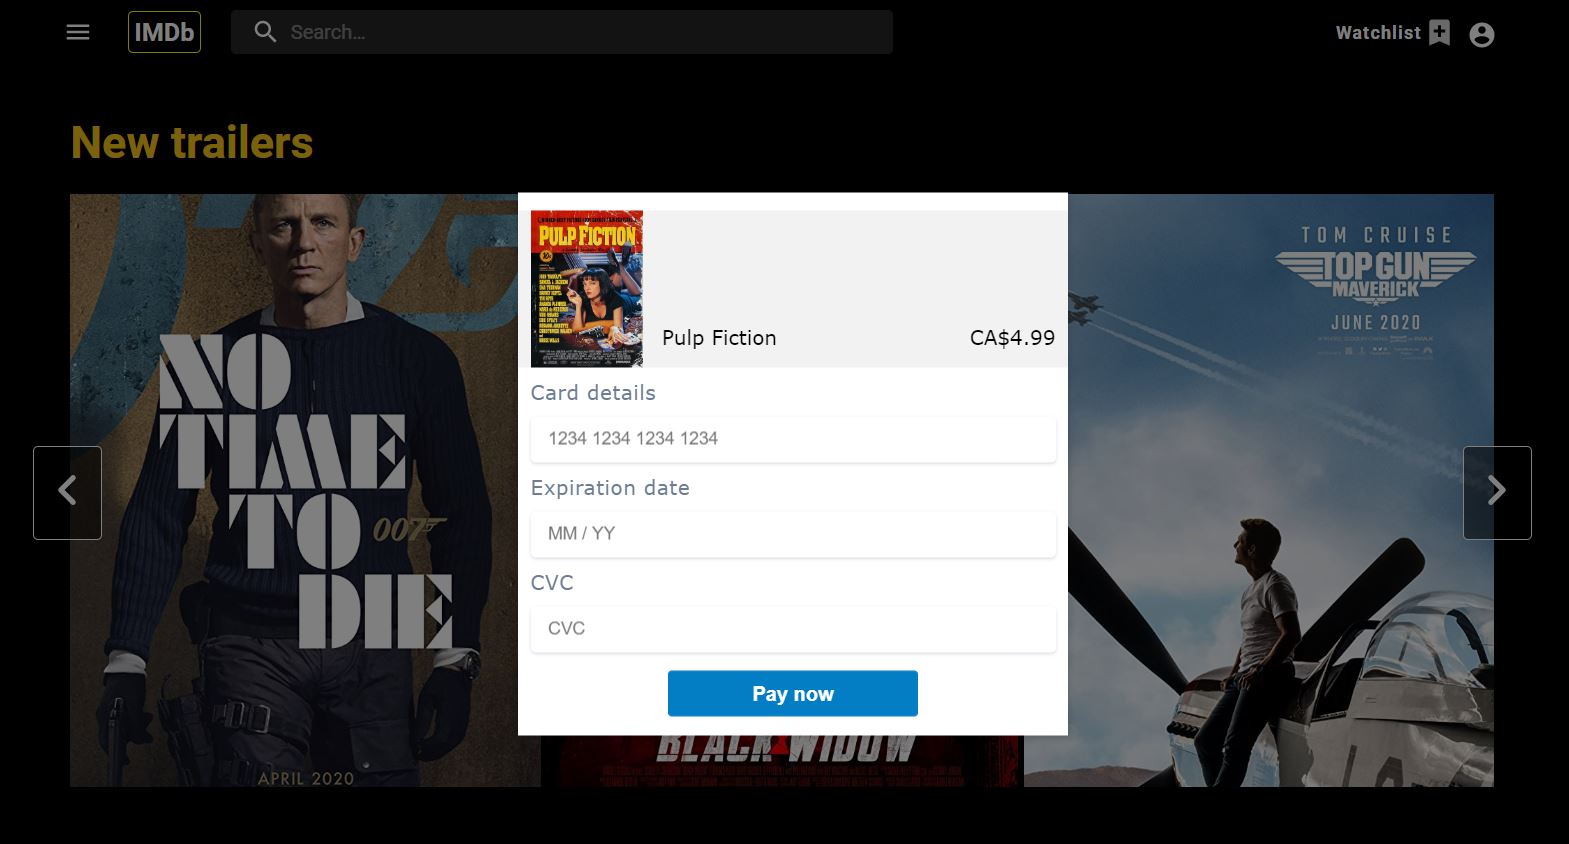 IMDb
Search...
Watchlist
New trailers
PULP FICTION
Pulp Fiction
CA$4.99
Card details
1234 1234 1234 1234
Expiration date
MM / YY
CVC
CVC
Pay now
NO
TIME
TO
007
DIE
APRIL 2020
BLACK WIDOW
TOM CRUISE
TOP GUN
MAVERICK
JUNE 2020